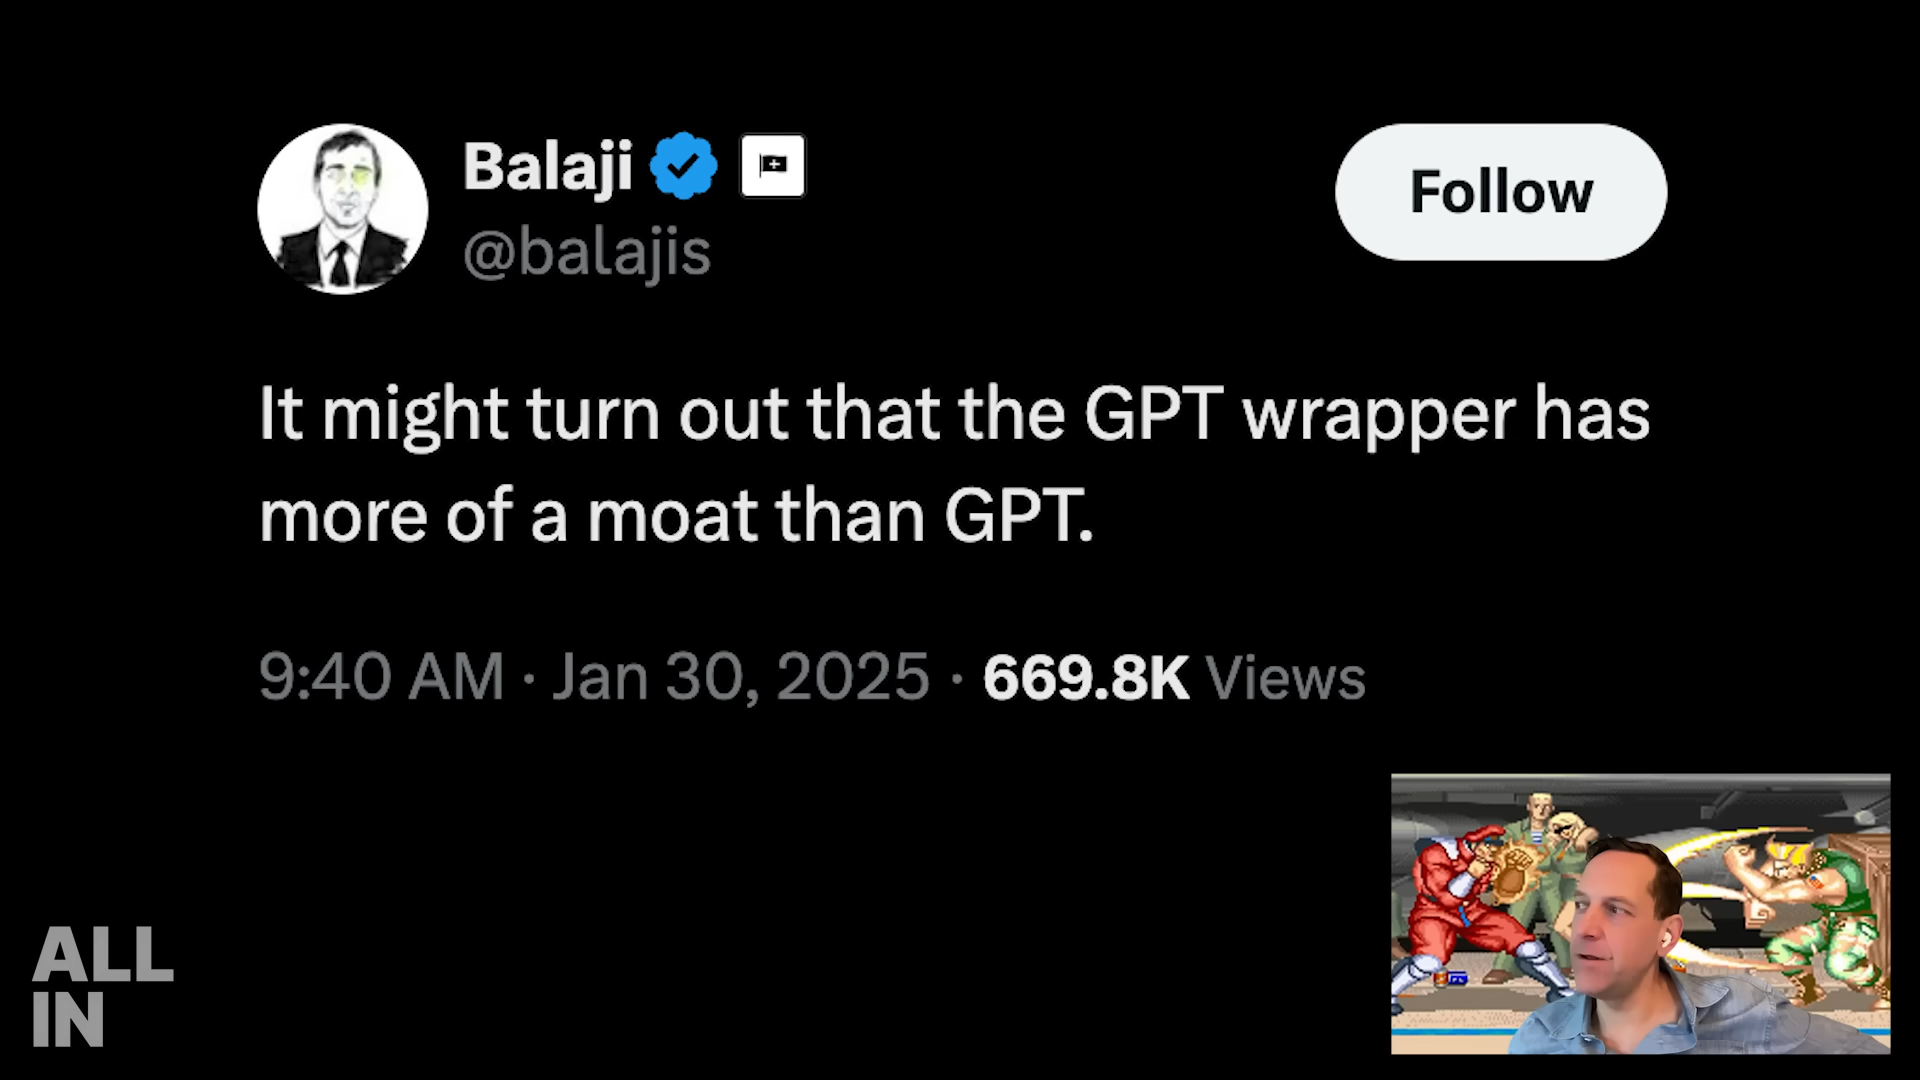 Balaji
@balajis
Follow
It might turn out that the GPT wrapper has
more of a moat than GPT.
9:40 AM · Jan 30, 2025 · 669.8K Views
ALL
IN